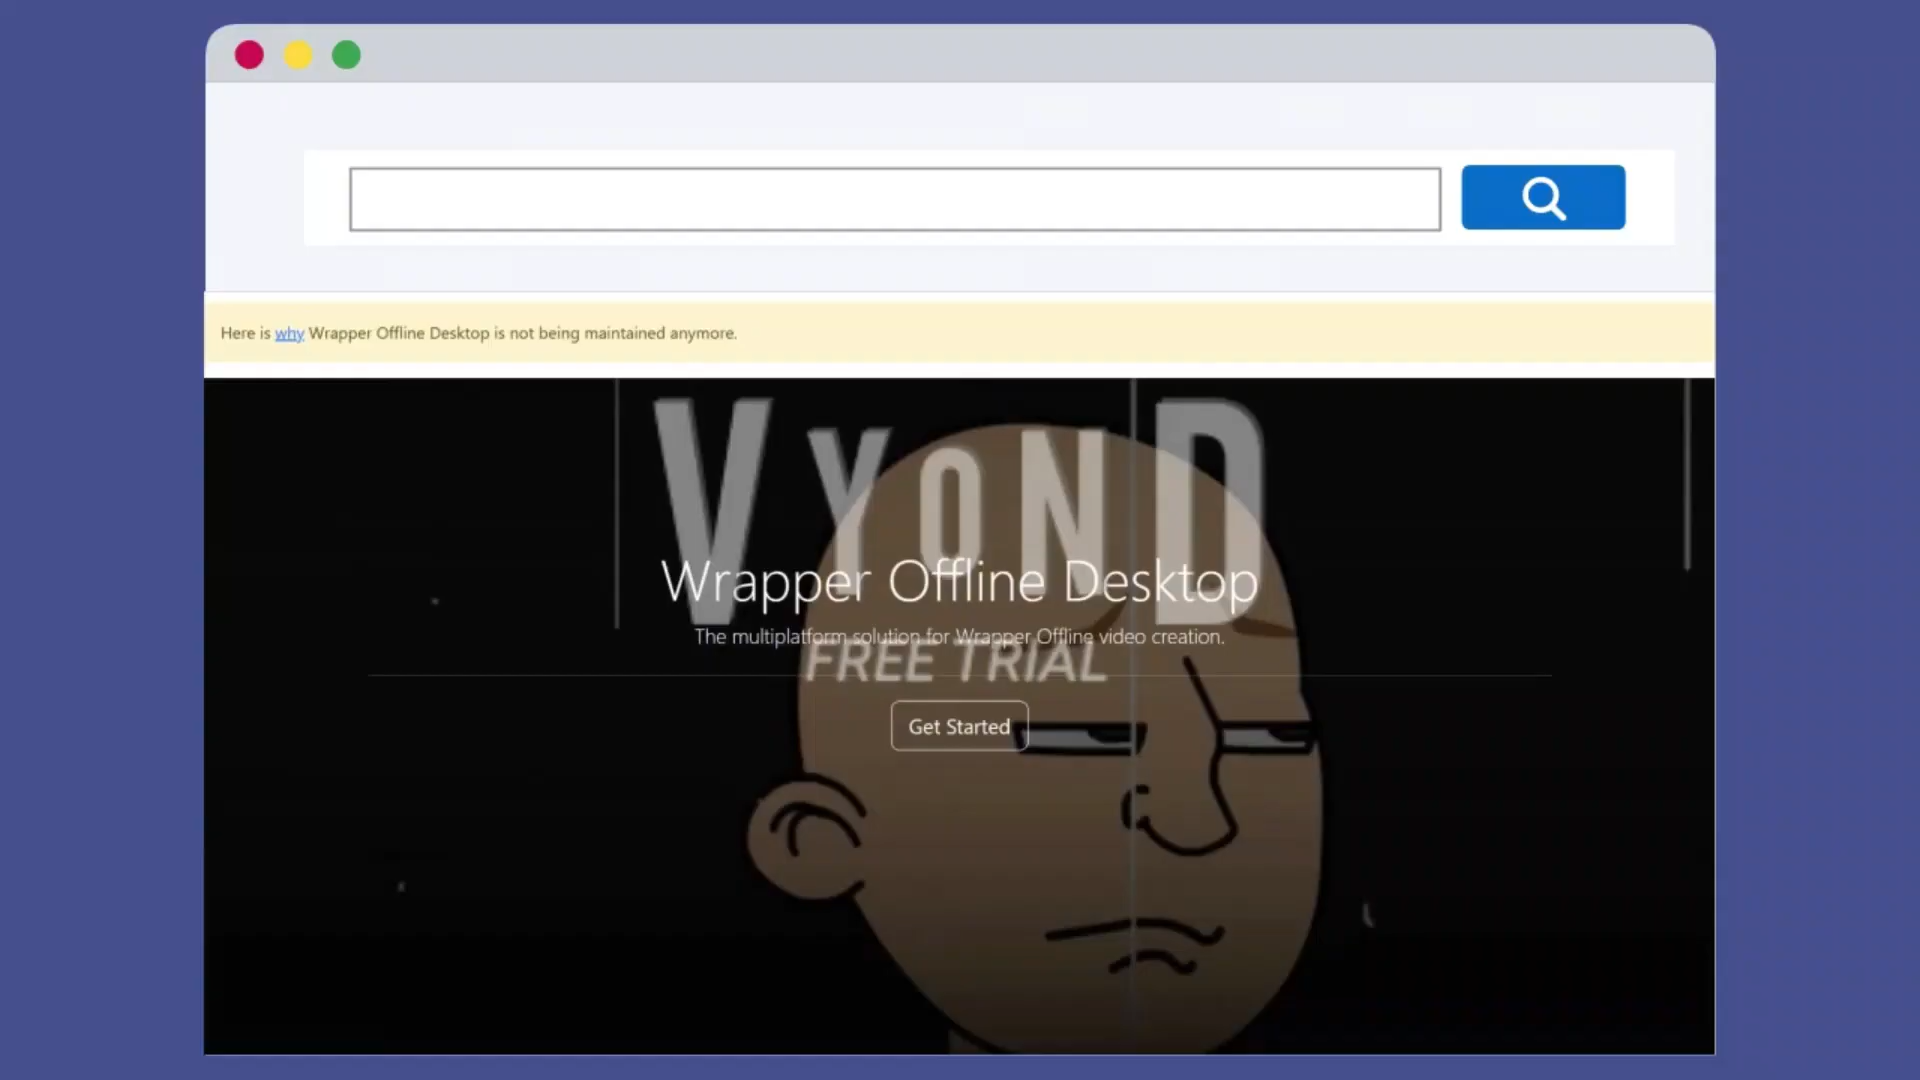 Here is why Wrapper Offline Desktop is not being maintained anymore.
VYOND
Wrapper Offline Desktop
The multiplatform solution for Wrapper Offline video creation.
FREE TRIAL
Get Started